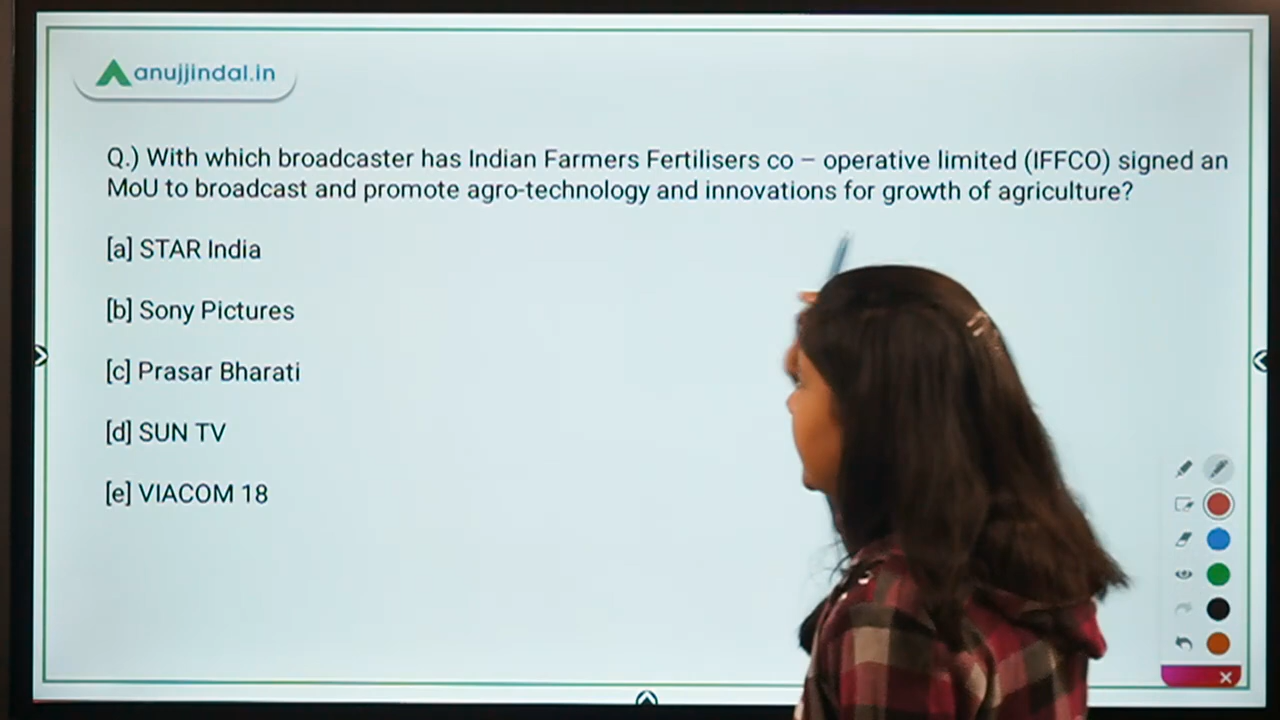 anujjindal.in
Q.) With which broadcaster has Indian Farmers Fertilisers co – operative limited (IFFCO) signed an
MoU to broadcast and promote agro-technology and innovations for growth of agriculture?
[a] STAR India
[b] Sony Pictures
[c] Prasar Bharati
[d] SUN TV
[e] VIACOM 18